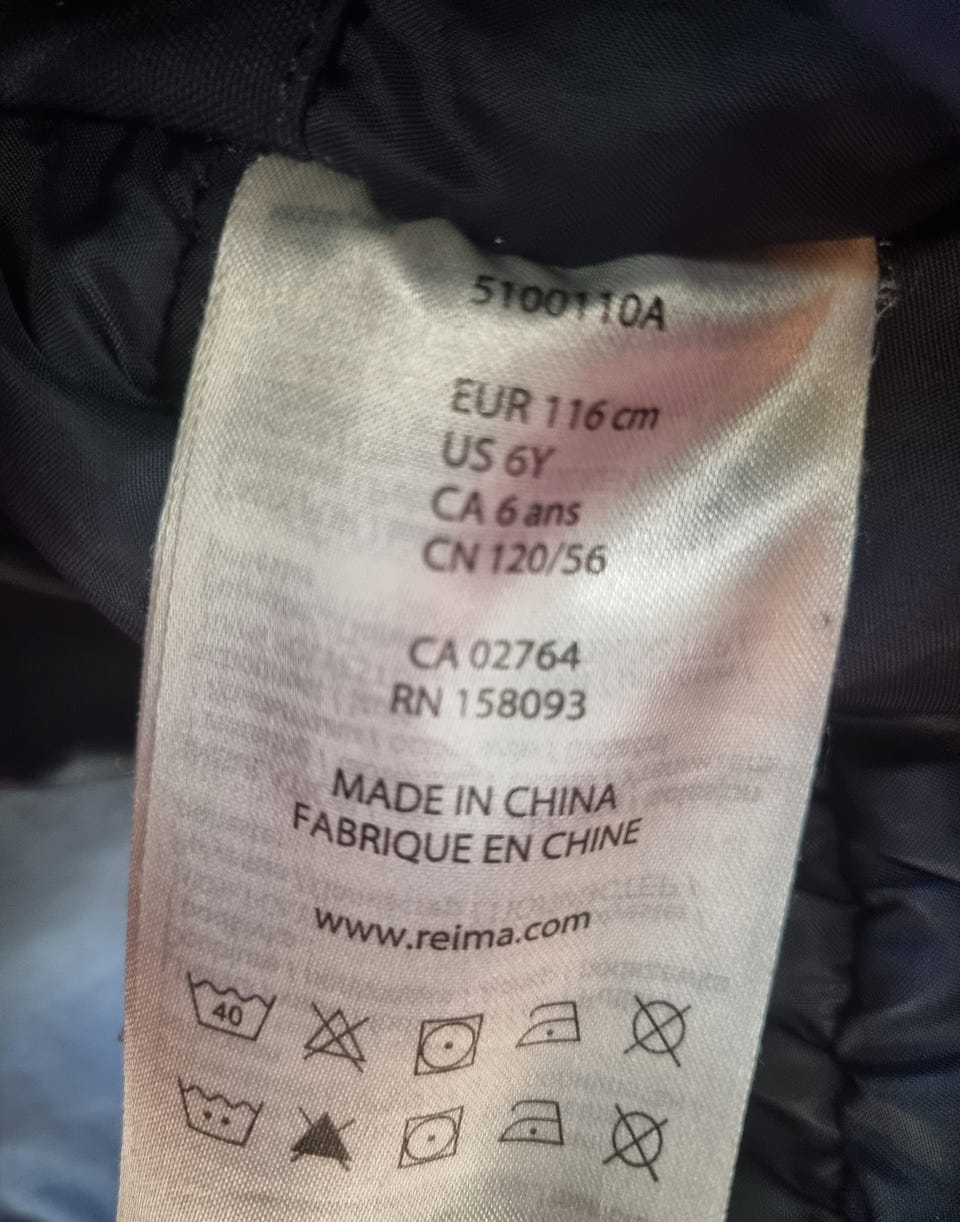 5100110A
EUR 116 cm
US 6Y
CA 6 ans
CN 120/56
CA 02764
RN 158093
MADE IN CHINA
FABRIQUE EN CHINE
www.reima.com
40